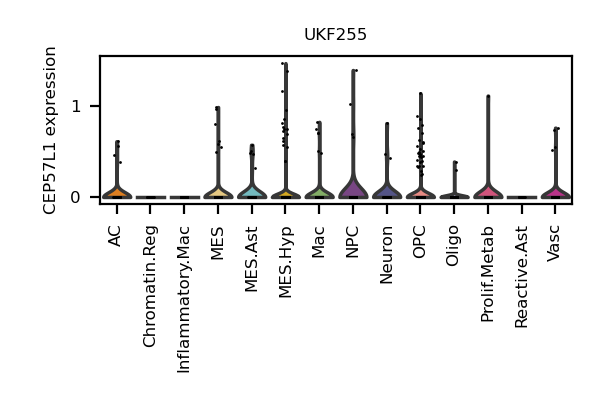 UKF255
CEP57L1 expression
1
0
AC
Chromatin.Reg
Inflammatory.Mac
MES
MES.Ast
MES.Hyp
Mac
NPC
Neuron
OPC
Oligo
Prolif.Metab
Reactive.Ast
Vasc